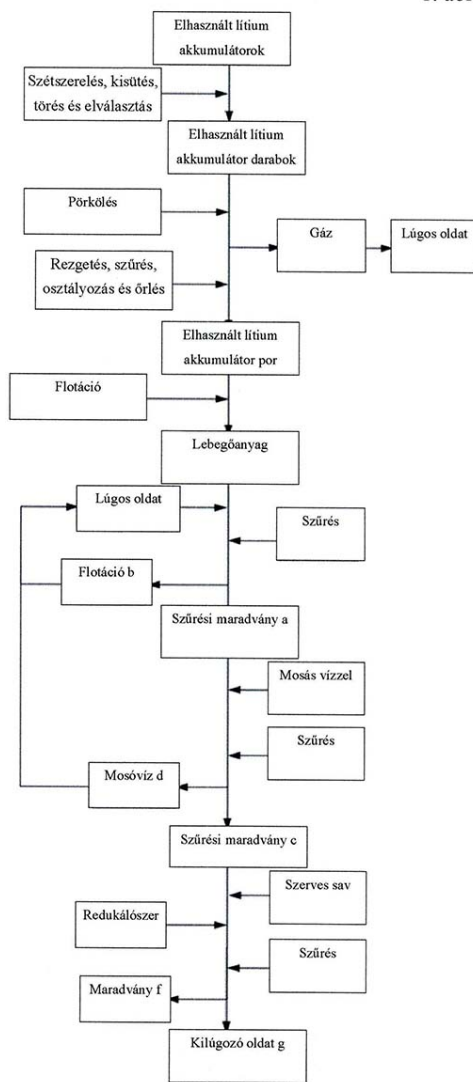 Elhasznált lítium
akkumulátorok
Szétszerelés, kisütés,
törés és elválasztás
Elhasznált lítium
akkumulátor darabok
Pörkölés
Gáz
Lúgos oldat
Rezgetés, szűrés,
osztályozás és őrlés
Elhasznált lítium
akkumulátor por
Flotáció
Lebegőanyag
Lúgos oldat
Szűrés
Flotáció b
Szűrési maradvány a
Mosás vízzel
Szűrés
Mosóvíz d
Szűrési maradvány c
Szerves sav
Redukálószer
Szűrés
Maradvány f
Kilúgozó oldat g